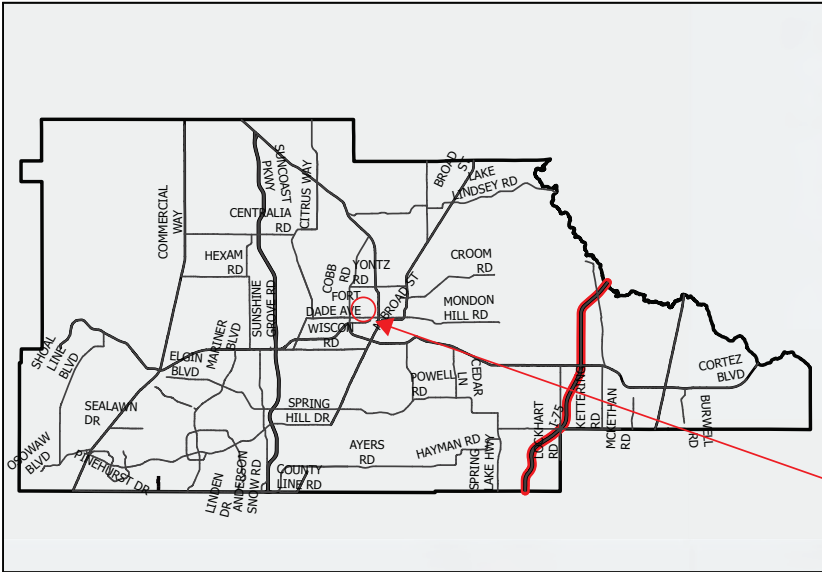 BROAD
ST
LAKE
LINDSEY RD
SUNCOAST
PKWY
CITRUS WAY
COMMERCIAL
WAY
CENTRALIA
RD
HEXAM
RD
COBB
RD
YONTZ
RD
CROOM
RD
FORT
DADE AVE
BROAD ST
MONDON
HILL RD
WISCON
RD
SUNSHINE
GROVE RD
MARINER
BLVD
SHOAL
LINE
BLVD
ELGIN
BLVD
POWELL
RD
CEDAR
LN
CORTEZ
BLVD
SEALAWN
DR
SPRING
HILL DR
KETTERING
RD
MCKETHAN
RD
BURWELL
RD
I-75
LOCKHART
RD
OSOWAW
BLVD
PINEHURST DR
AYERS
RD
HAYMAN RD
SPRING
LAKE HWY
LINDEN
DR
ANDERSON
SNOW RD
COUNTY
LINE RD